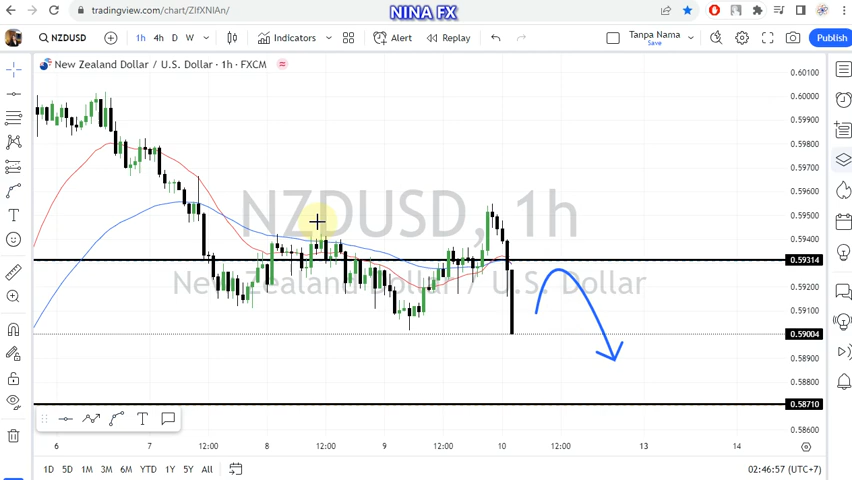 NINA FX
tradingview.com/chart/ZIfXNIAn/
NZDUSD
1h 4h D W
Indicators
Alert
Replay
Tanpa Nama
Save
Publish
New Zealand Dollar / U.S. Dollar · 1h · FXCM
NZDUSD, 1h
New Zealand Dollar / U.S. Dollar
0.60100
0.60000
0.59900
0.59800
0.59700
0.59600
0.59500
0.59400
0.59314
0.59200
0.59100
0.59004
0.58900
0.58800
0.58710
0.58600
6 7 12:00 8 12:00 9 12:00 10 12:00 13 14
1D 5D 1M 3M 6M YTD 1Y 5Y All
02:46:57 (UTC+7)